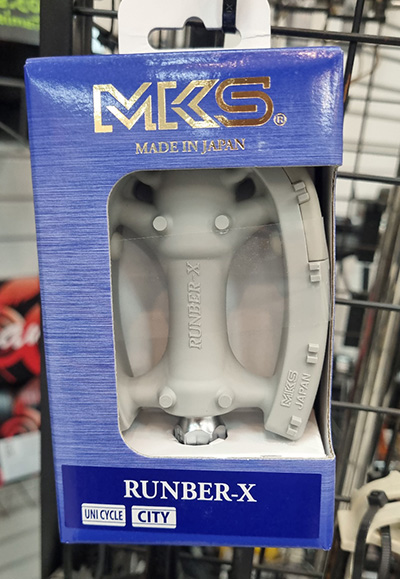 MKS®
MADE IN JAPAN
RUNBER-X
MKS
JAPAN
RUNBER-X
UNI CYCLE
CITY